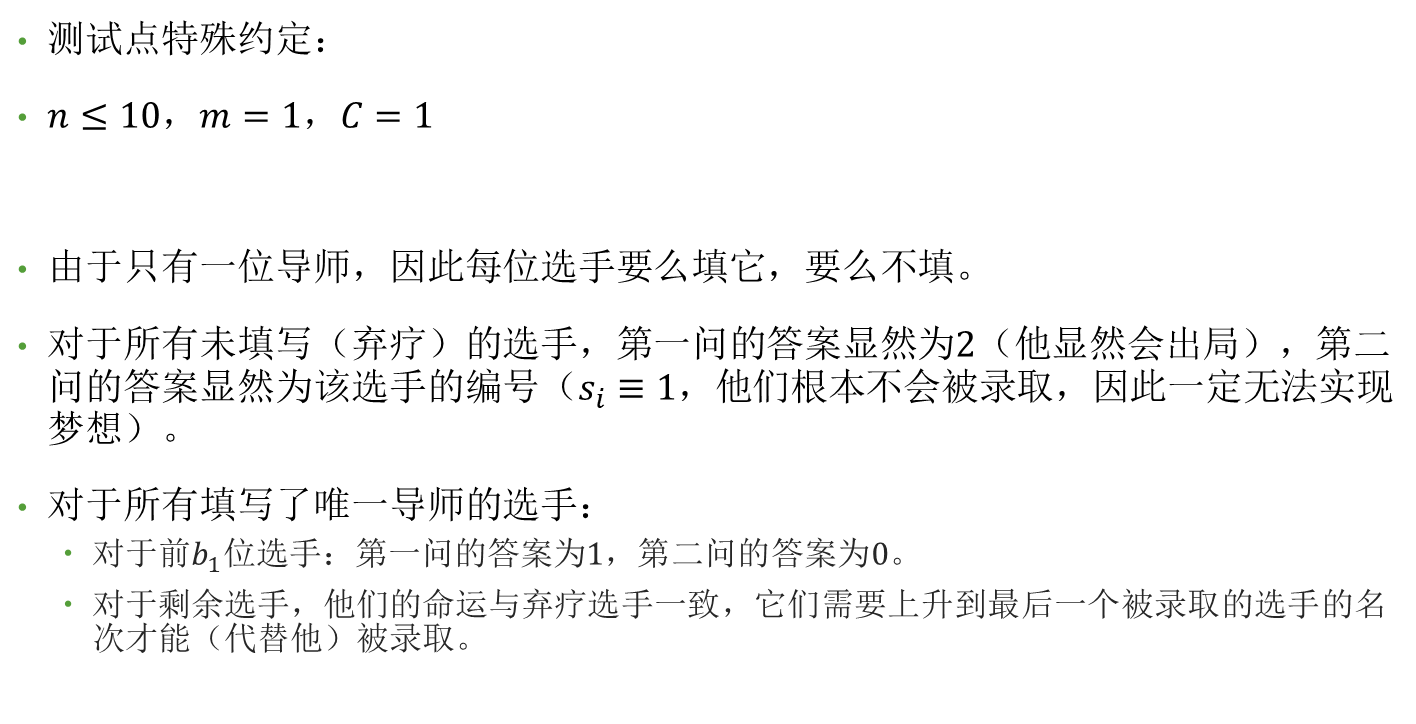 • 测试点特殊约定：
• n ≤ 10，m = 1，C = 1
• 由于只有一位导师，因此每位选手要么填它，要么不填。
• 对于所有未填写（弃疗）的选手，第一问的答案显然为2（他显然会出局），第二
问的答案显然为该选手的编号（sᵢ ≡ 1，他们根本不会被录取，因此一定无法实现
梦想）。
• 对于所有填写了唯一导师的选手：
• 对于前b₁位选手：第一问的答案为1，第二问的答案为0。
• 对于剩余选手，他们的命运与弃疗选手一致，它们需要上升到最后一个被录取的选手的名
次才能（代替他）被录取。